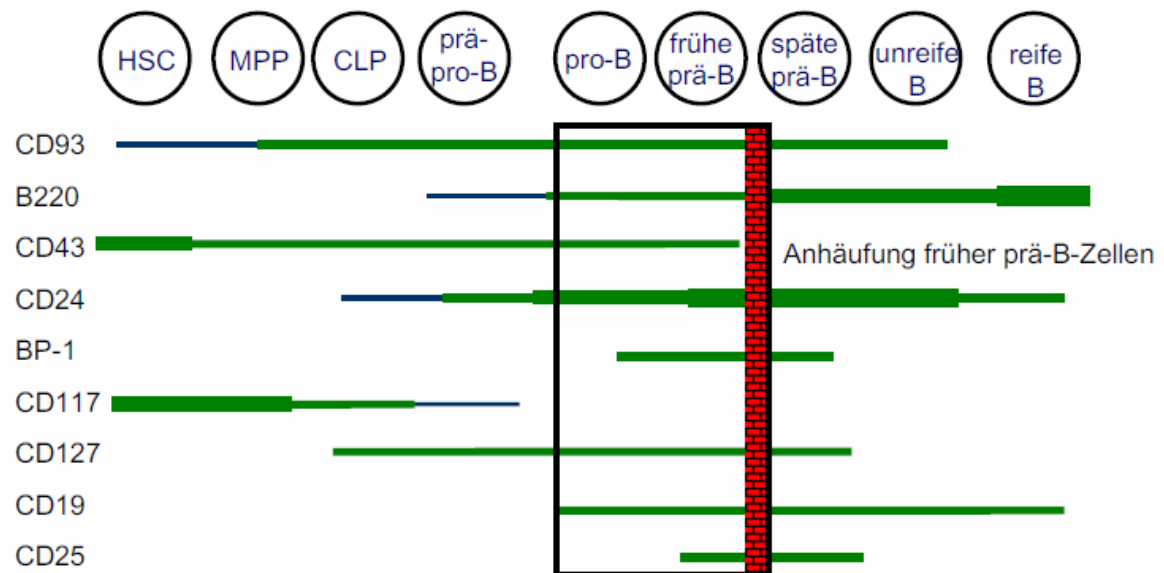 HSC
MPP
CLP
prä-
pro-B
pro-B
frühe
prä-B
späte
prä-B
unreife
B
reife
B
CD93
B220
CD43
Anhäufung früher prä-B-Zellen
CD24
BP-1
CD117
CD127
CD19
CD25